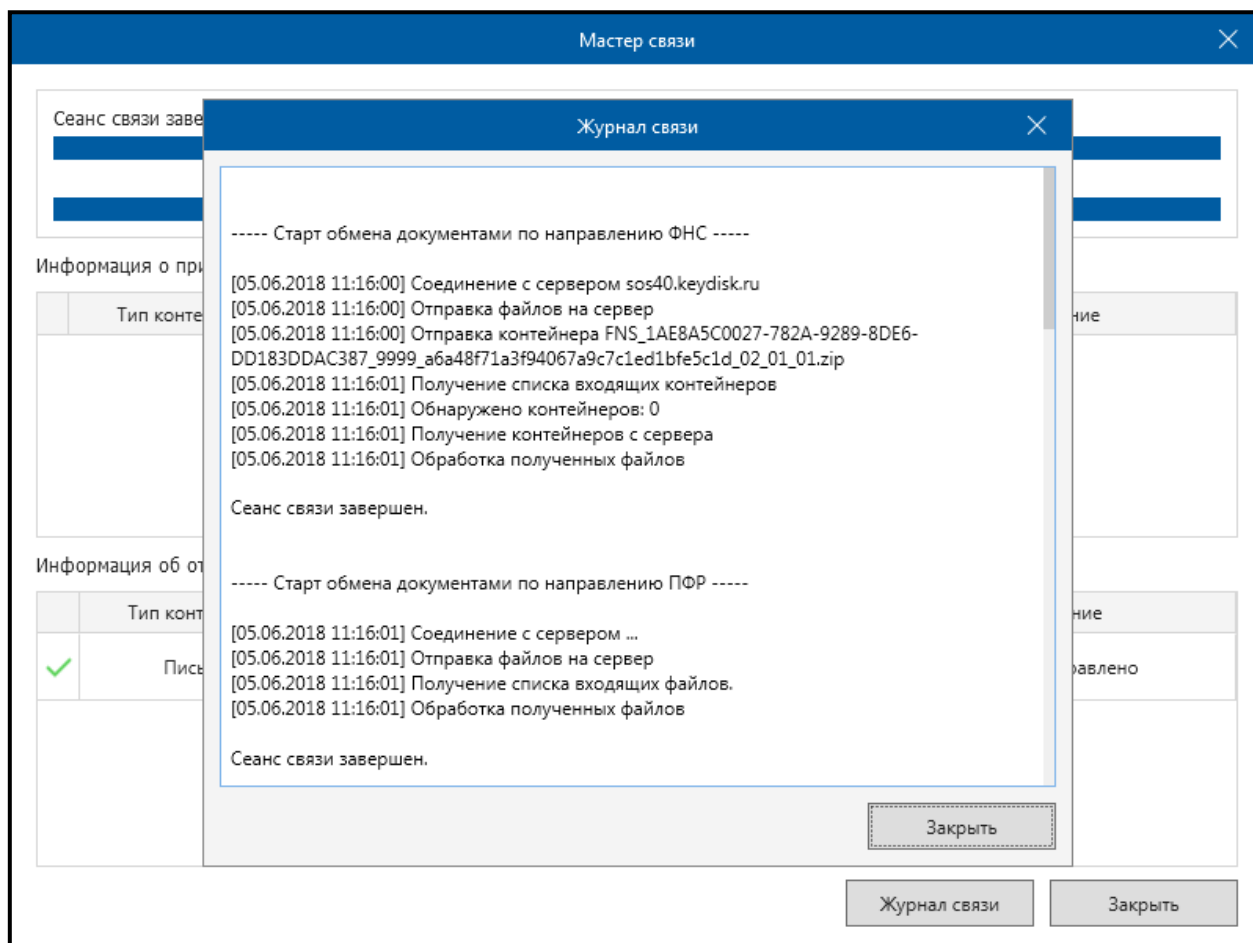 Мастер связи
Сеанс связи заве
Журнал связи
----- Старт обмена документами по направлению ФНС -----
Информация о при
[05.06.2018 11:16:00] Соединение с сервером sos40.keydisk.ru
[05.06.2018 11:16:00] Отправка файлов на сервер
Тип конте
ние
[05.06.2018 11:16:00] Отправка контейнера FNS_1AE8A5C0027-782A-9289-8DE6-
DD183DDAC387_9999_a6a48f71a3f94067a9c7c1ed1bfe5c1d_02_01_01.zip
[05.06.2018 11:16:01] Получение списка входящих контейнеров
[05.06.2018 11:16:01] Обнаружено контейнеров: 0
[05.06.2018 11:16:01] Получение контейнеров с сервера
[05.06.2018 11:16:01] Обработка полученных файлов
Сеанс связи завершен.
Информация об от
----- Старт обмена документами по направлению ПФР -----
Тип конт
ние
[05.06.2018 11:16:01] Соединение с сервером ...
[05.06.2018 11:16:01] Отправка файлов на сервер
Пись
равлено
[05.06.2018 11:16:01] Получение списка входящих файлов.
[05.06.2018 11:16:01] Обработка полученных файлов
Сеанс связи завершен.
Закрыть
Журнал связи
Закрыть